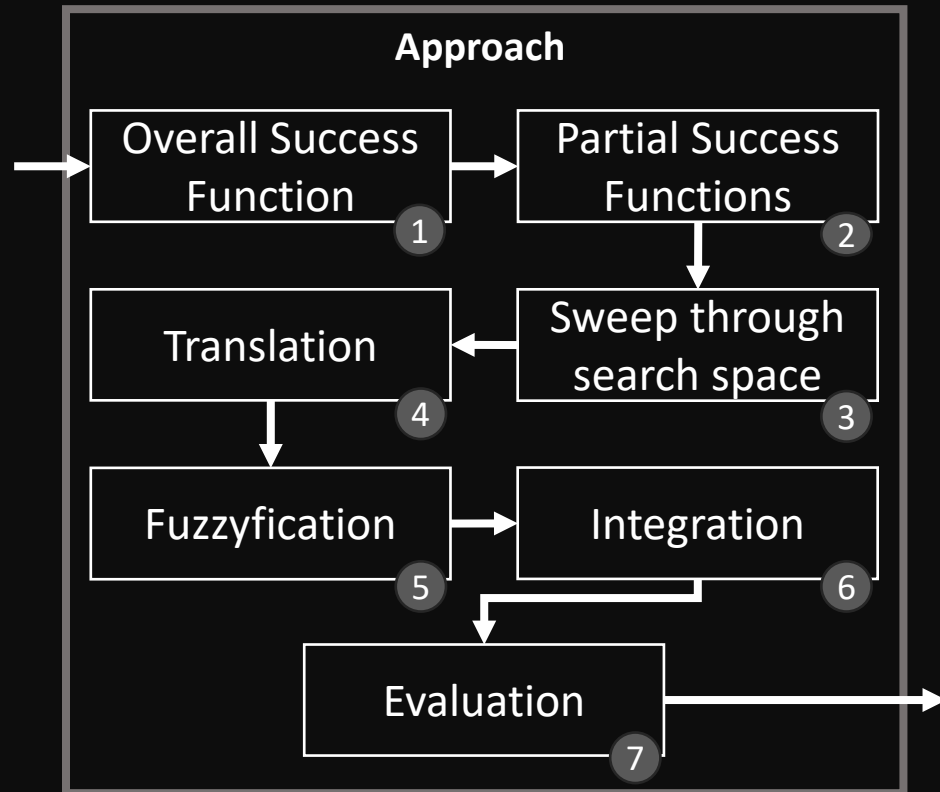 Approach
Overall Success
Function
1
Partial Success
Functions
2
Sweep through
search space
3
Translation
4
Fuzzyfication
5
Integration
6
Evaluation
7